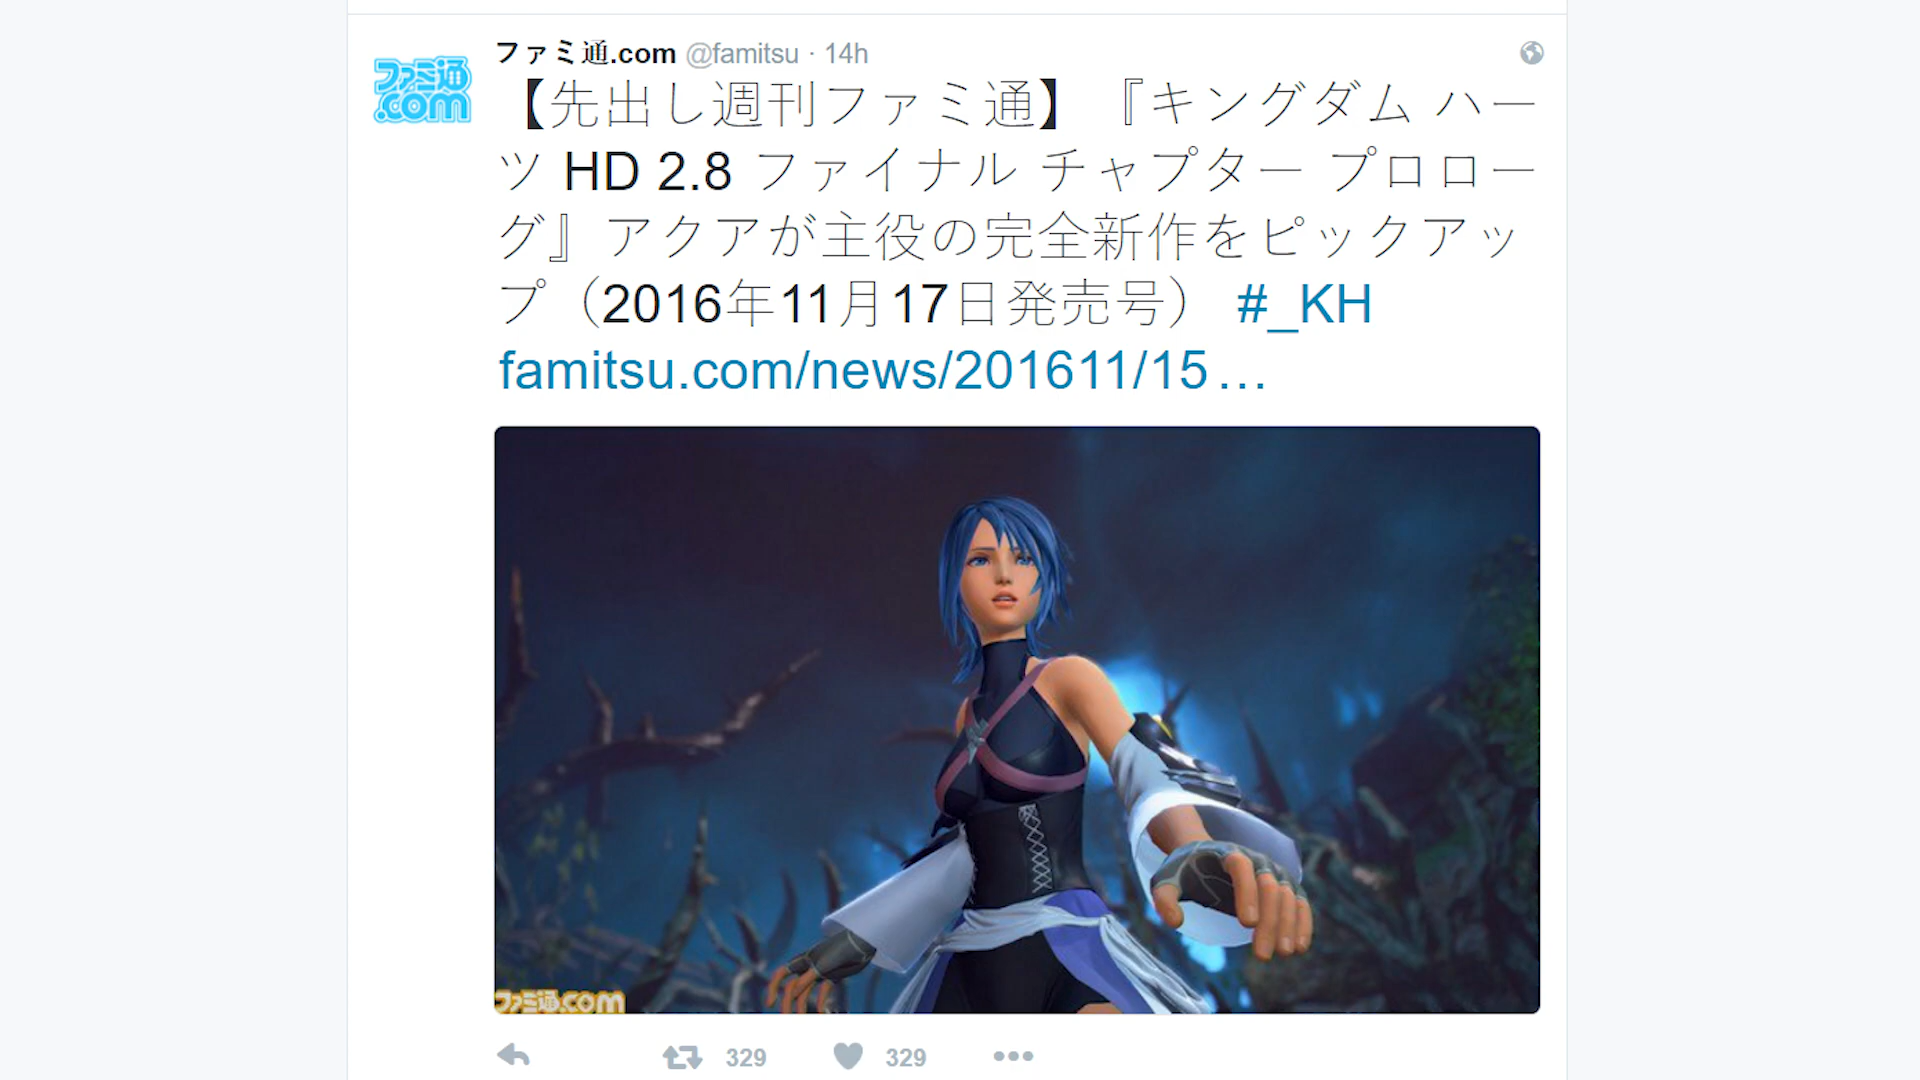 ファミ通.com
ファミ通.com @famitsu · 14h
【先出し週刊ファミ通】『キングダム ハー
ツ HD 2.8 ファイナル チャプター プロロー
グ』アクアが主役の完全新作をピックアッ
プ（2016年11月17日発売号） #_KH
famitsu.com/news/201611/15…
ファミ通.com
329 329